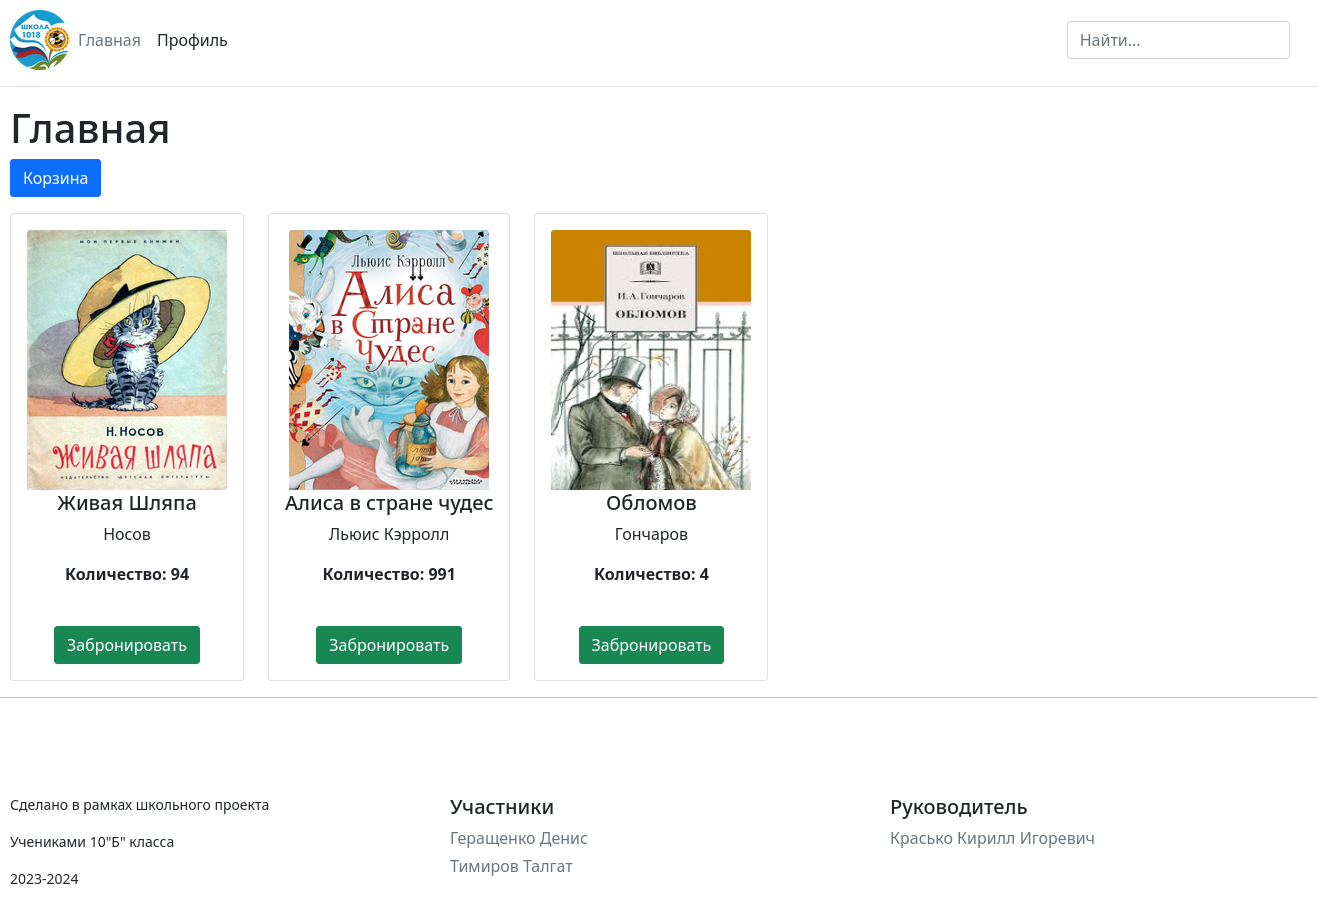 ШКОЛА
1018
Главная
Профиль
Найти...
Главная
Корзина
МОИ ПЕРВЫЕ КНИЖКИ
Н. Носов
ЖИВАЯ ШЛЯПА
ИЗДАТЕЛЬСТВО «ДЕТСКАЯ ЛИТЕРАТУРА»
Живая Шляпа
Носов
Количество: 94
Забронировать
Льюис Кэрролл
Алиса
в Стране
Чудес
Алиса в стране чудес
Льюис Кэрролл
Количество: 991
Забронировать
ШКОЛЬНАЯ БИБЛИОТЕКА
И. А. Гончаров
ОБЛОМОВ
Обломов
Гончаров
Количество: 4
Забронировать
Сделано в рамках школьного проекта
Учениками 10"Б" класса
2023-2024
Участники
Геращенко Денис
Тимиров Талгат
Руководитель
Красько Кирилл Игоревич